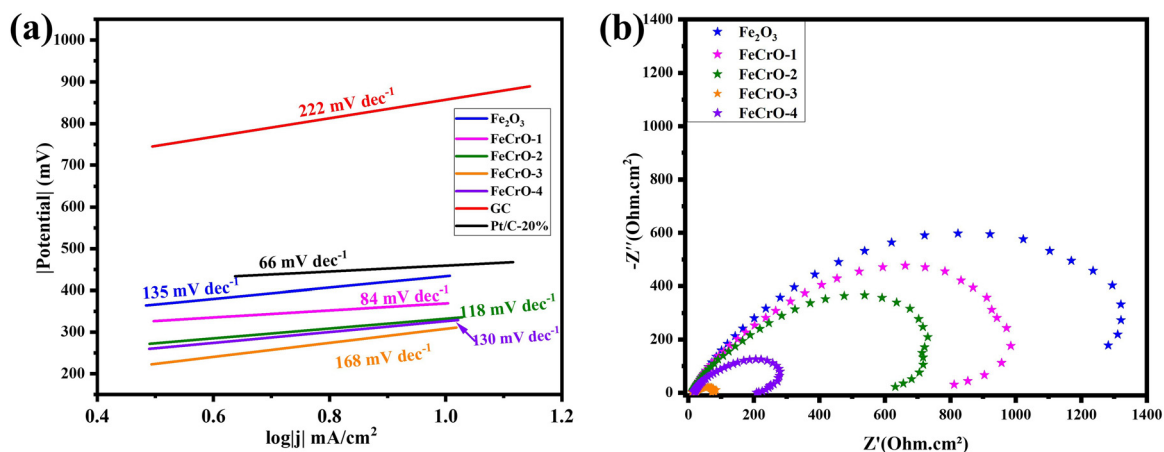 (a)
|Potential| (mV)
1000
900
800
700
600
500
400
300
200
0.4
0.6
0.8
1.0
1.2
log|j| mA/cm²
222 mV dec⁻¹
66 mV dec⁻¹
135 mV dec⁻¹
84 mV dec⁻¹
118 mV dec⁻¹
130 mV dec⁻¹
168 mV dec⁻¹
Fe₂O₃
FeCrO-1
FeCrO-2
FeCrO-3
FeCrO-4
GC
Pt/C-20%
(b)
-Z''(Ohm.cm²)
1400
1200
1000
800
600
400
200
0
0
200
400
600
800
1000
1200
1400
Z'(Ohm.cm²)
Fe₂O₃
FeCrO-1
FeCrO-2
FeCrO-3
FeCrO-4